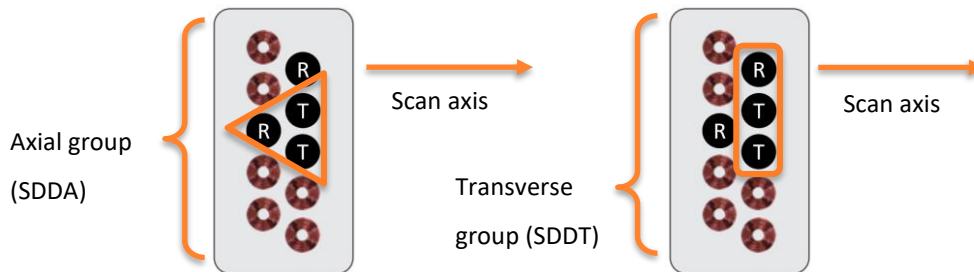 R
T
R
T
Scan axis
Axial group
(SDDA)
R
T
R
T
Scan axis
Transverse
group (SDDT)